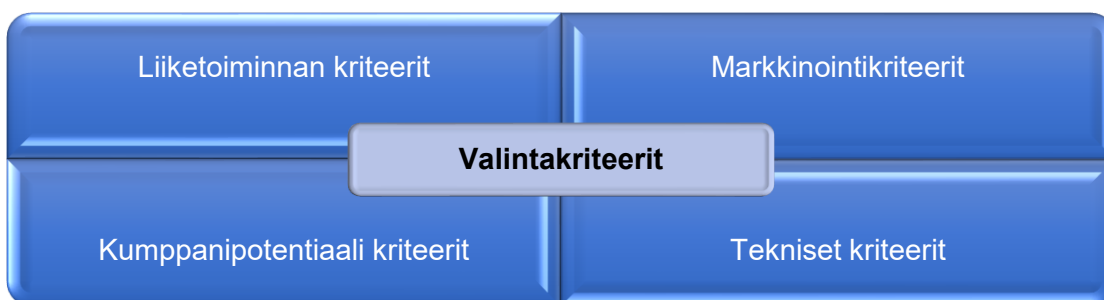 Liiketoiminnan kriteerit
Markkinointikriteerit
Valintakriteerit
Kumppanipotentiaali kriteerit
Tekniset kriteerit